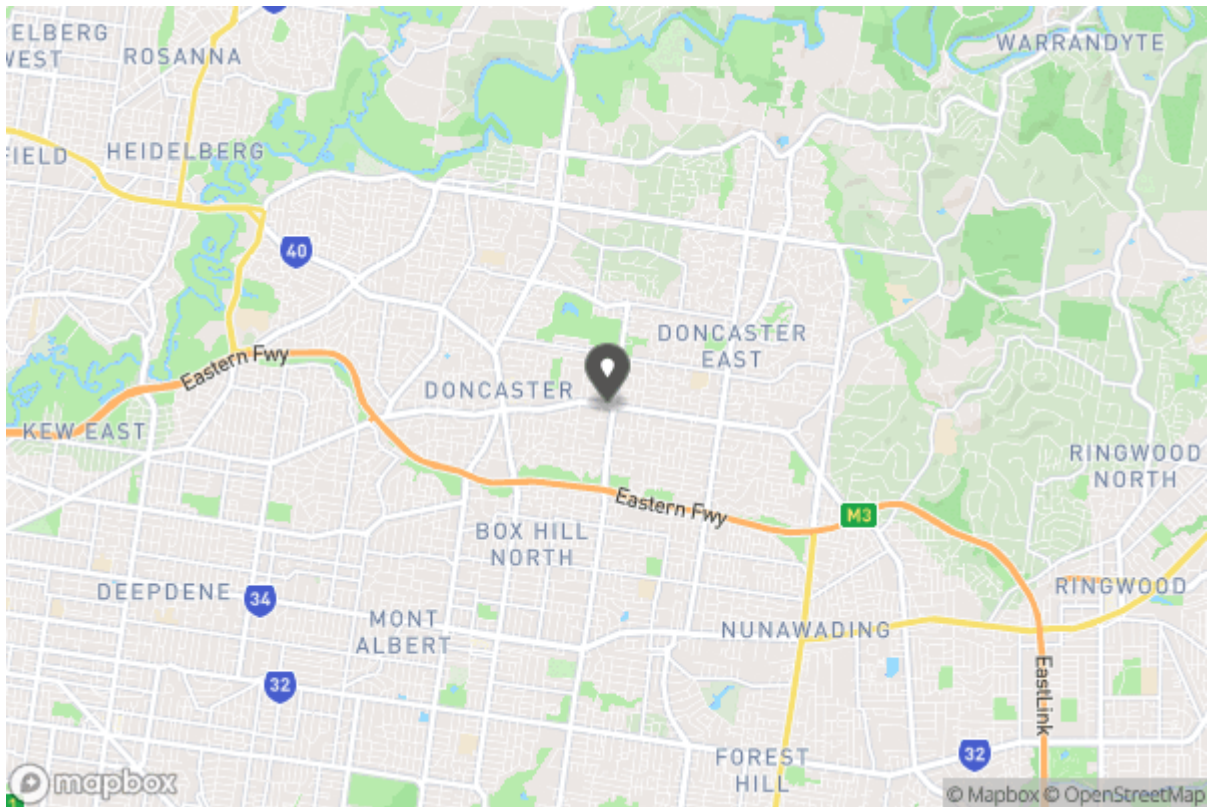 ELBERG
WEST
ROSANNA
WARRANDYTE
FIELD
HEIDELBERG
40
DONCASTER
EAST
Eastern Fwy
DONCASTER
KEW EAST
RINGWOOD
NORTH
Eastern Fwy
M3
BOX HILL
NORTH
DEEPDENE
34
RINGWOOD
MONT
ALBERT
NUNAWADING
32
EastLink
FOREST
HILL
32
mapbox
1
© Mapbox © OpenStreetMap